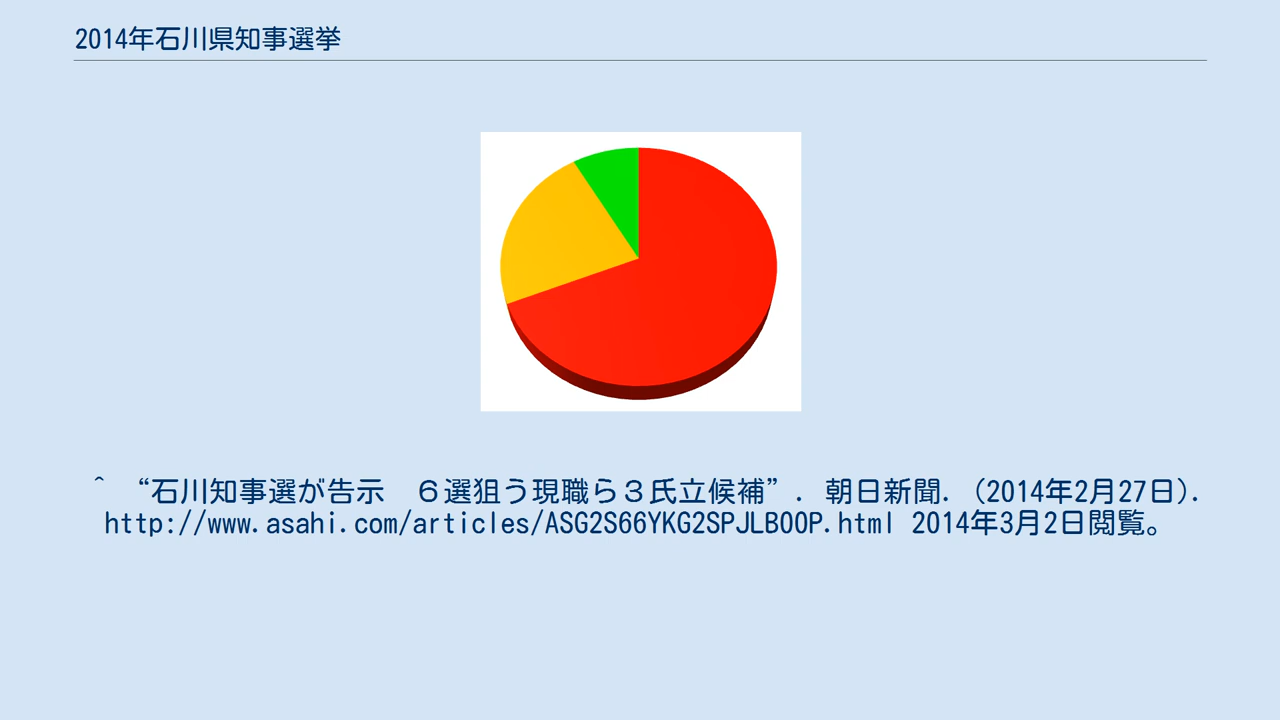 2014年石川県知事選挙
^ “石川知事選が告示　６選狙う現職ら３氏立候補”. 朝日新聞. (2014年2月27日).
http://www.asahi.com/articles/ASG2S66YKG2SPJLB00P.html 2014年3月2日閲覧。